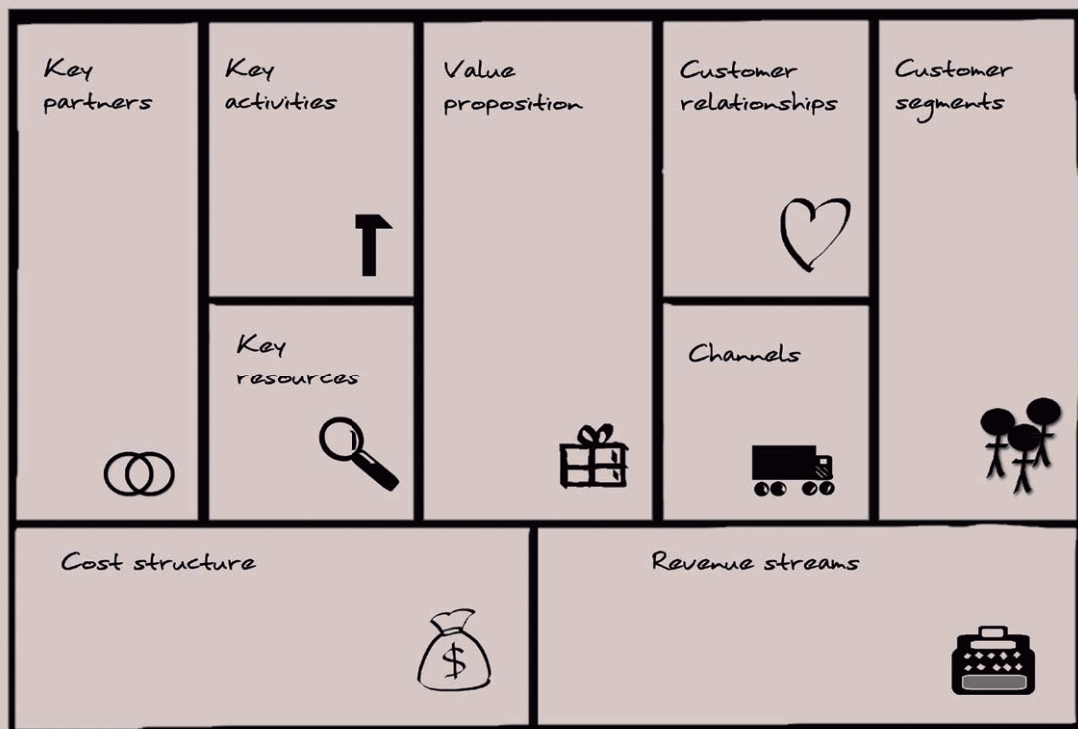 Key
partners
Key
activities
Key
resources
Value
proposition
Customer
relationships
Channels
Customer
segments
Cost structure
$
Revenue streams